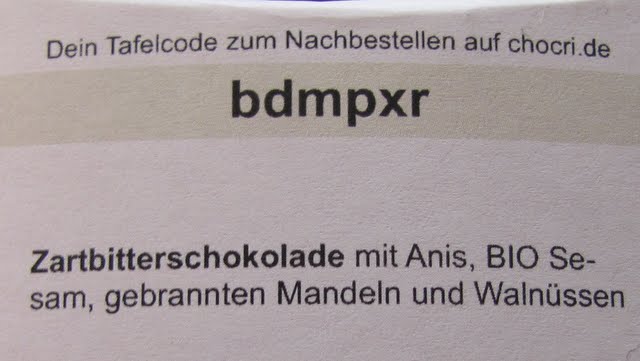 Dein Tafelcode zum Nachbestellen auf chocri.de
bdmpxr
Zartbitterschokolade mit Anis, BIO Se-
sam, gebrannten Mandeln und Walnüssen